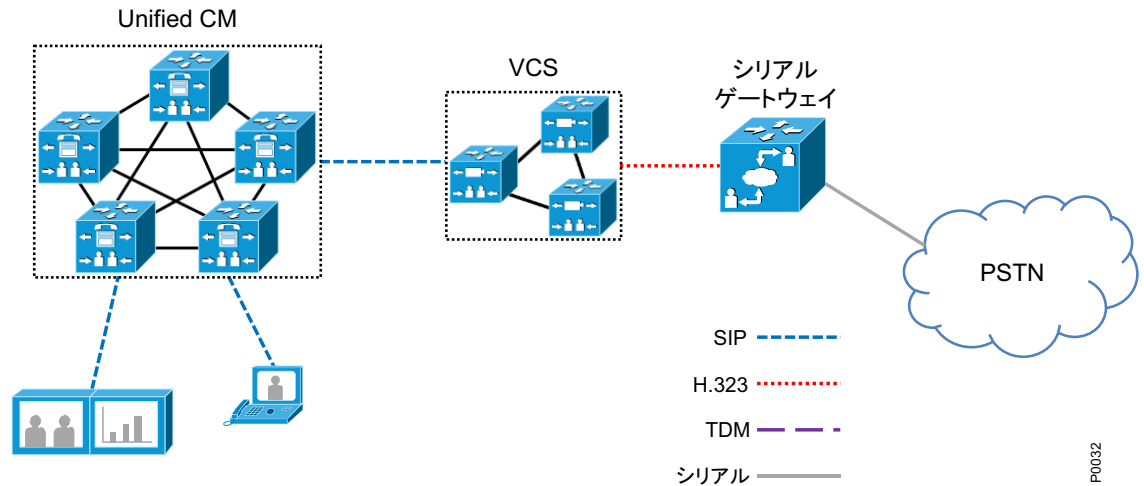 Unified CM
VCS
シリアル
ゲートウェイ
PSTN
SIP
H.323
TDM
シリアル
P0032